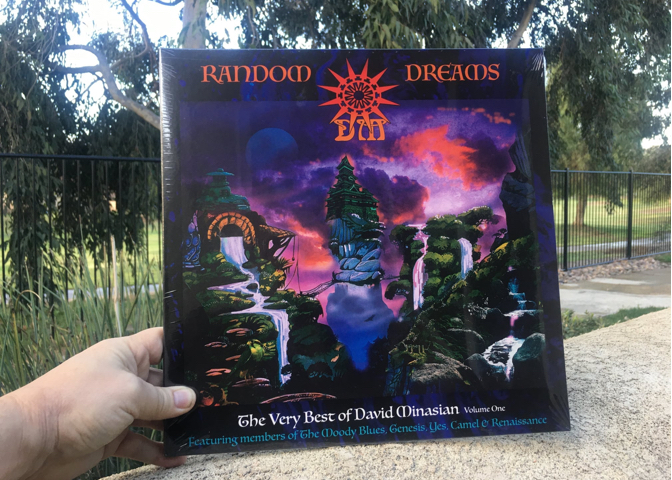 RANDOM DREAMS
DM
The Very Best of David Minasian Volume One
Featuring members of The Moody Blues, Genesis, Yes, Camel & Renaissance